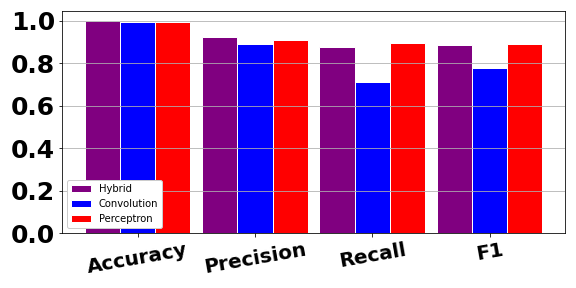 1.0
0.8
0.6
0.4
0.2
0.0
Hybrid
Convolution
Perceptron
Accuracy
Precision
Recall
F1